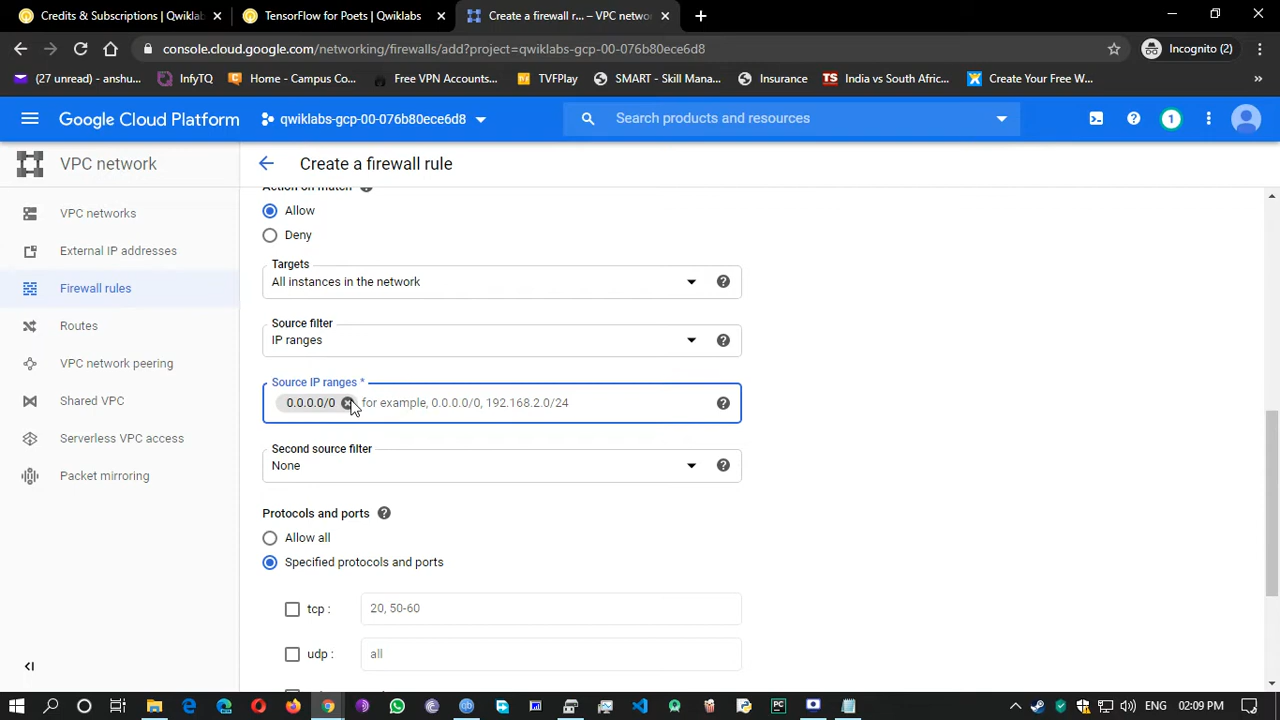 Credits & Subscriptions | Qwiklab
TensorFlow for Poets | Qwiklabs
Create a firewall r... – VPC netwo
console.cloud.google.com/networking/firewalls/add?project=qwiklabs-gcp-00-076b80ece6d8
Incognito (2)
(27 unread) - anshu...
InfyTQ
Home - Campus Co...
Free VPN Accounts...
TVFPlay
SMART - Skill Mana...
Insurance
TS India vs South Afric...
Create Your Free W...
»
Google Cloud Platform
qwiklabs-gcp-00-076b80ece6d8
Search products and resources
1
VPC network
Create a firewall rule
VPC networks
External IP addresses
Firewall rules
Routes
VPC network peering
Shared VPC
Serverless VPC access
Packet mirroring
Action on match
Allow
Deny
Targets
All instances in the network
Source filter
IP ranges
Source IP ranges *
0.0.0.0/0 for example, 0.0.0.0/0, 192.168.2.0/24
Second source filter
None
Protocols and ports
Allow all
Specified protocols and ports
tcp : 20, 50-60
udp : all
ENG
02:09 PM